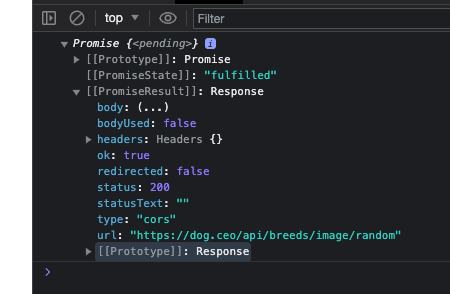 top
Filter
Promise {<pending>} i
[[Prototype]]: Promise
[[PromiseState]]: "fulfilled"
[[PromiseResult]]: Response
body: (...)
bodyUsed: false
headers: Headers {}
ok: true
redirected: false
status: 200
statusText: ""
type: "cors"
url: "https://dog.ceo/api/breeds/image/random"
[[Prototype]]: Response